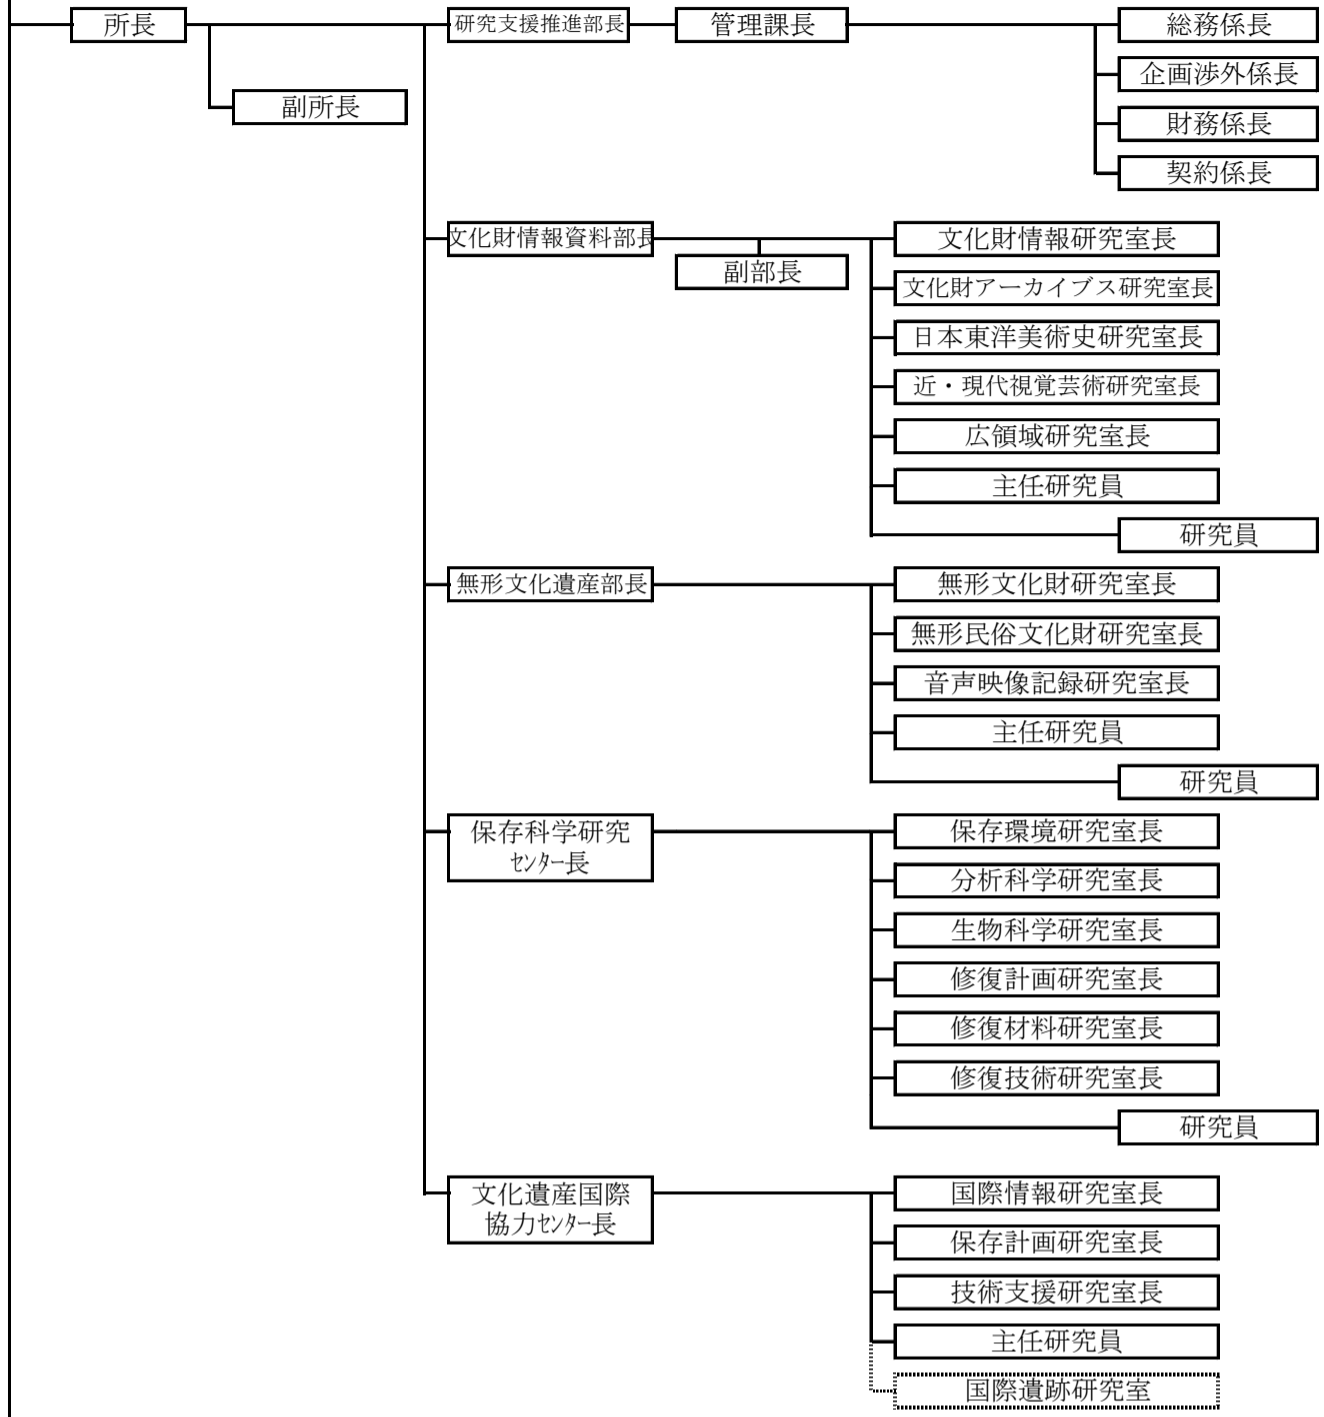 所長
研究支援推進部長
管理課長
総務係長
企画渉外係長
副所長
財務係長
契約係長
文化財情報資料部長
文化財情報研究室長
副部長
文化財アーカイブス研究室長
日本東洋美術史研究室長
近・現代視覚芸術研究室長
広領域研究室長
主任研究員
研究員
無形文化遺産部長
無形文化財研究室長
無形民俗文化財研究室長
音声映像記録研究室長
主任研究員
研究員
保存科学研究
センター長
保存環境研究室長
分析科学研究室長
生物科学研究室長
修復計画研究室長
修復材料研究室長
修復技術研究室長
研究員
文化遺産国際
協力センター長
国際情報研究室長
保存計画研究室長
技術支援研究室長
主任研究員
国際遺跡研究室